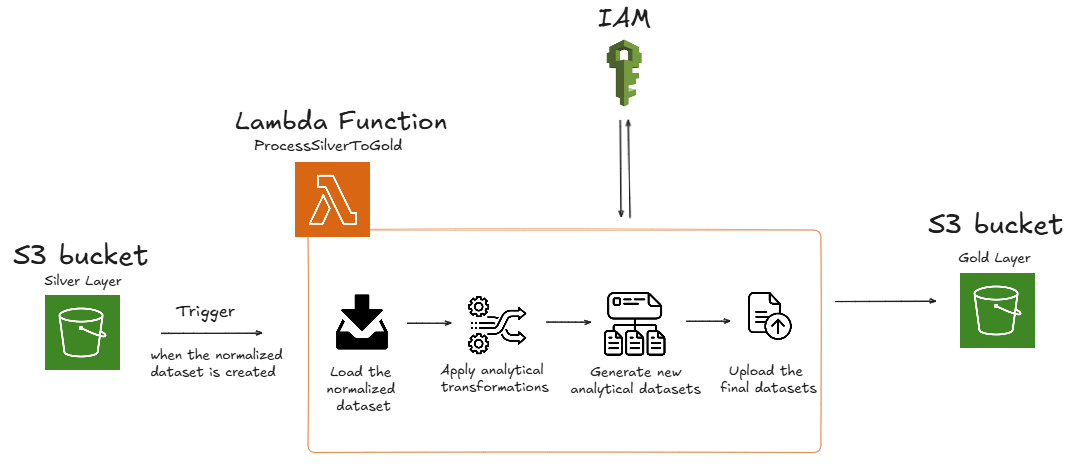 IAM
Lambda Function
ProcessSilverToGold
S3 bucket
Silver Layer
Trigger
when the normalized
dataset is created
Load the
normalized
dataset
Apply analytical
transformations
Generate new
analytical datasets
Upload the
final datasets
S3 bucket
Gold Layer